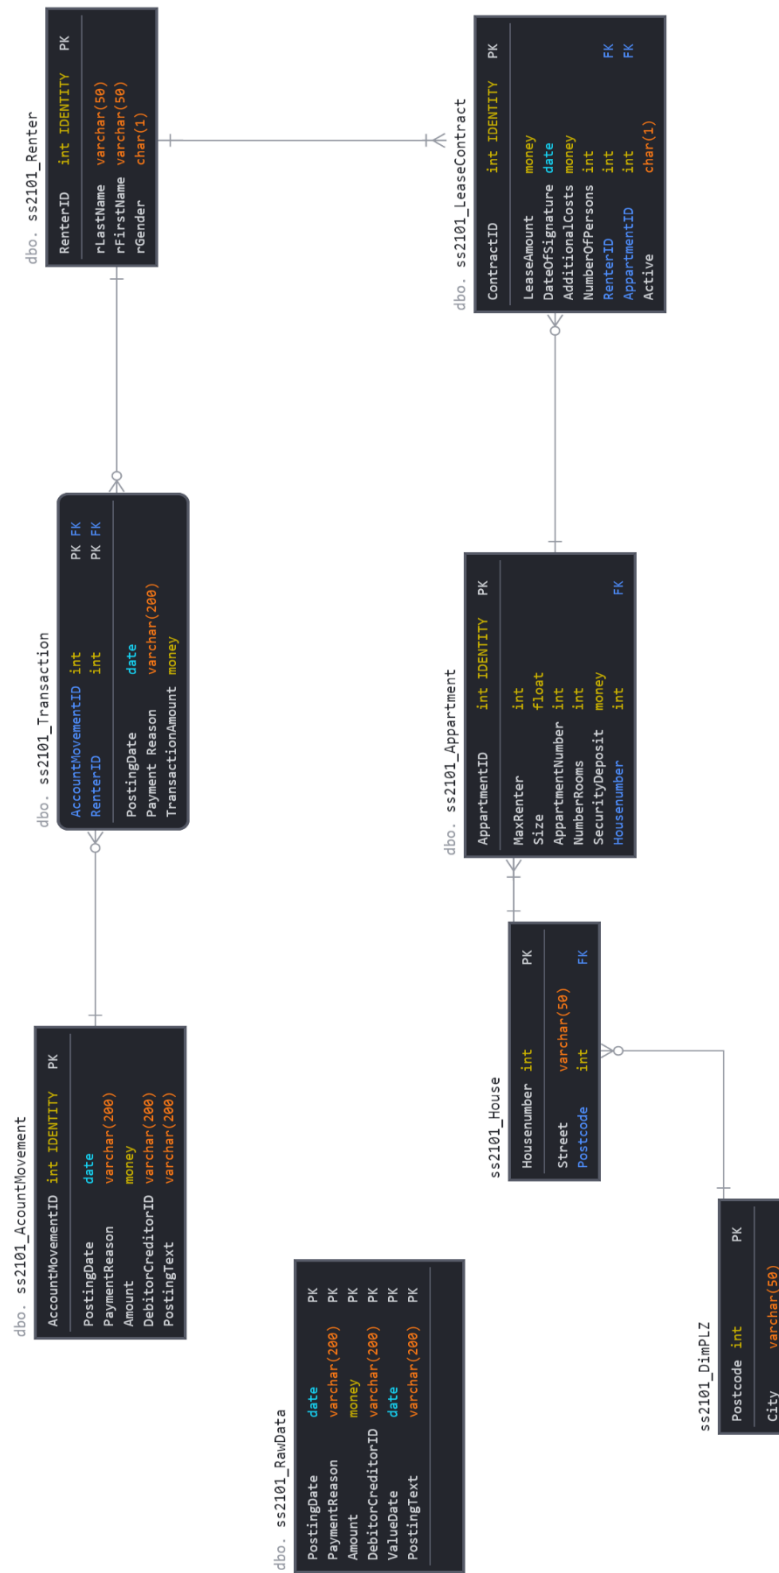 dbo. ss2101_AcountMovement
AccountMovementID int IDENTITY PK
PostingDate date
PaymentReason varchar(200)
Amount money
DebitorCreditorID varchar(200)
PostingText varchar(200)
dbo. ss2101_Transaction
AccountMovementID int PK FK
RenterID int PK FK
PostingDate date
Payment Reason varchar(200)
TransactionAmount money
dbo. ss2101_Renter
RenterID int IDENTITY PK
rLastName varchar(50)
rFirstName varchar(50)
rGender char(1)
dbo. ss2101_RawData
PostingDate date PK
PaymentReason varchar(200) PK
Amount money PK
DebitorCreditorID varchar(200) PK
ValueDate date PK
PostingText varchar(200) PK
ss2101_House
Housenumber int PK
Street varchar(50)
Postcode int FK
dbo. ss2101_Appartment
AppartmentID int IDENTITY PK
MaxRenter int
Size float
AppartmentNumber int
NumberRooms int
SecurityDeposit money
Housenumber int FK
dbo. ss2101_LeaseContract
ContractID int IDENTITY PK
LeaseAmount money
DateOfSignature date
AdditionalCosts money
NumberOfPersons int
RenterID int FK
AppartmentID int FK
Active char(1)
ss2101_DimPLZ
Postcode int PK
City varchar(50)